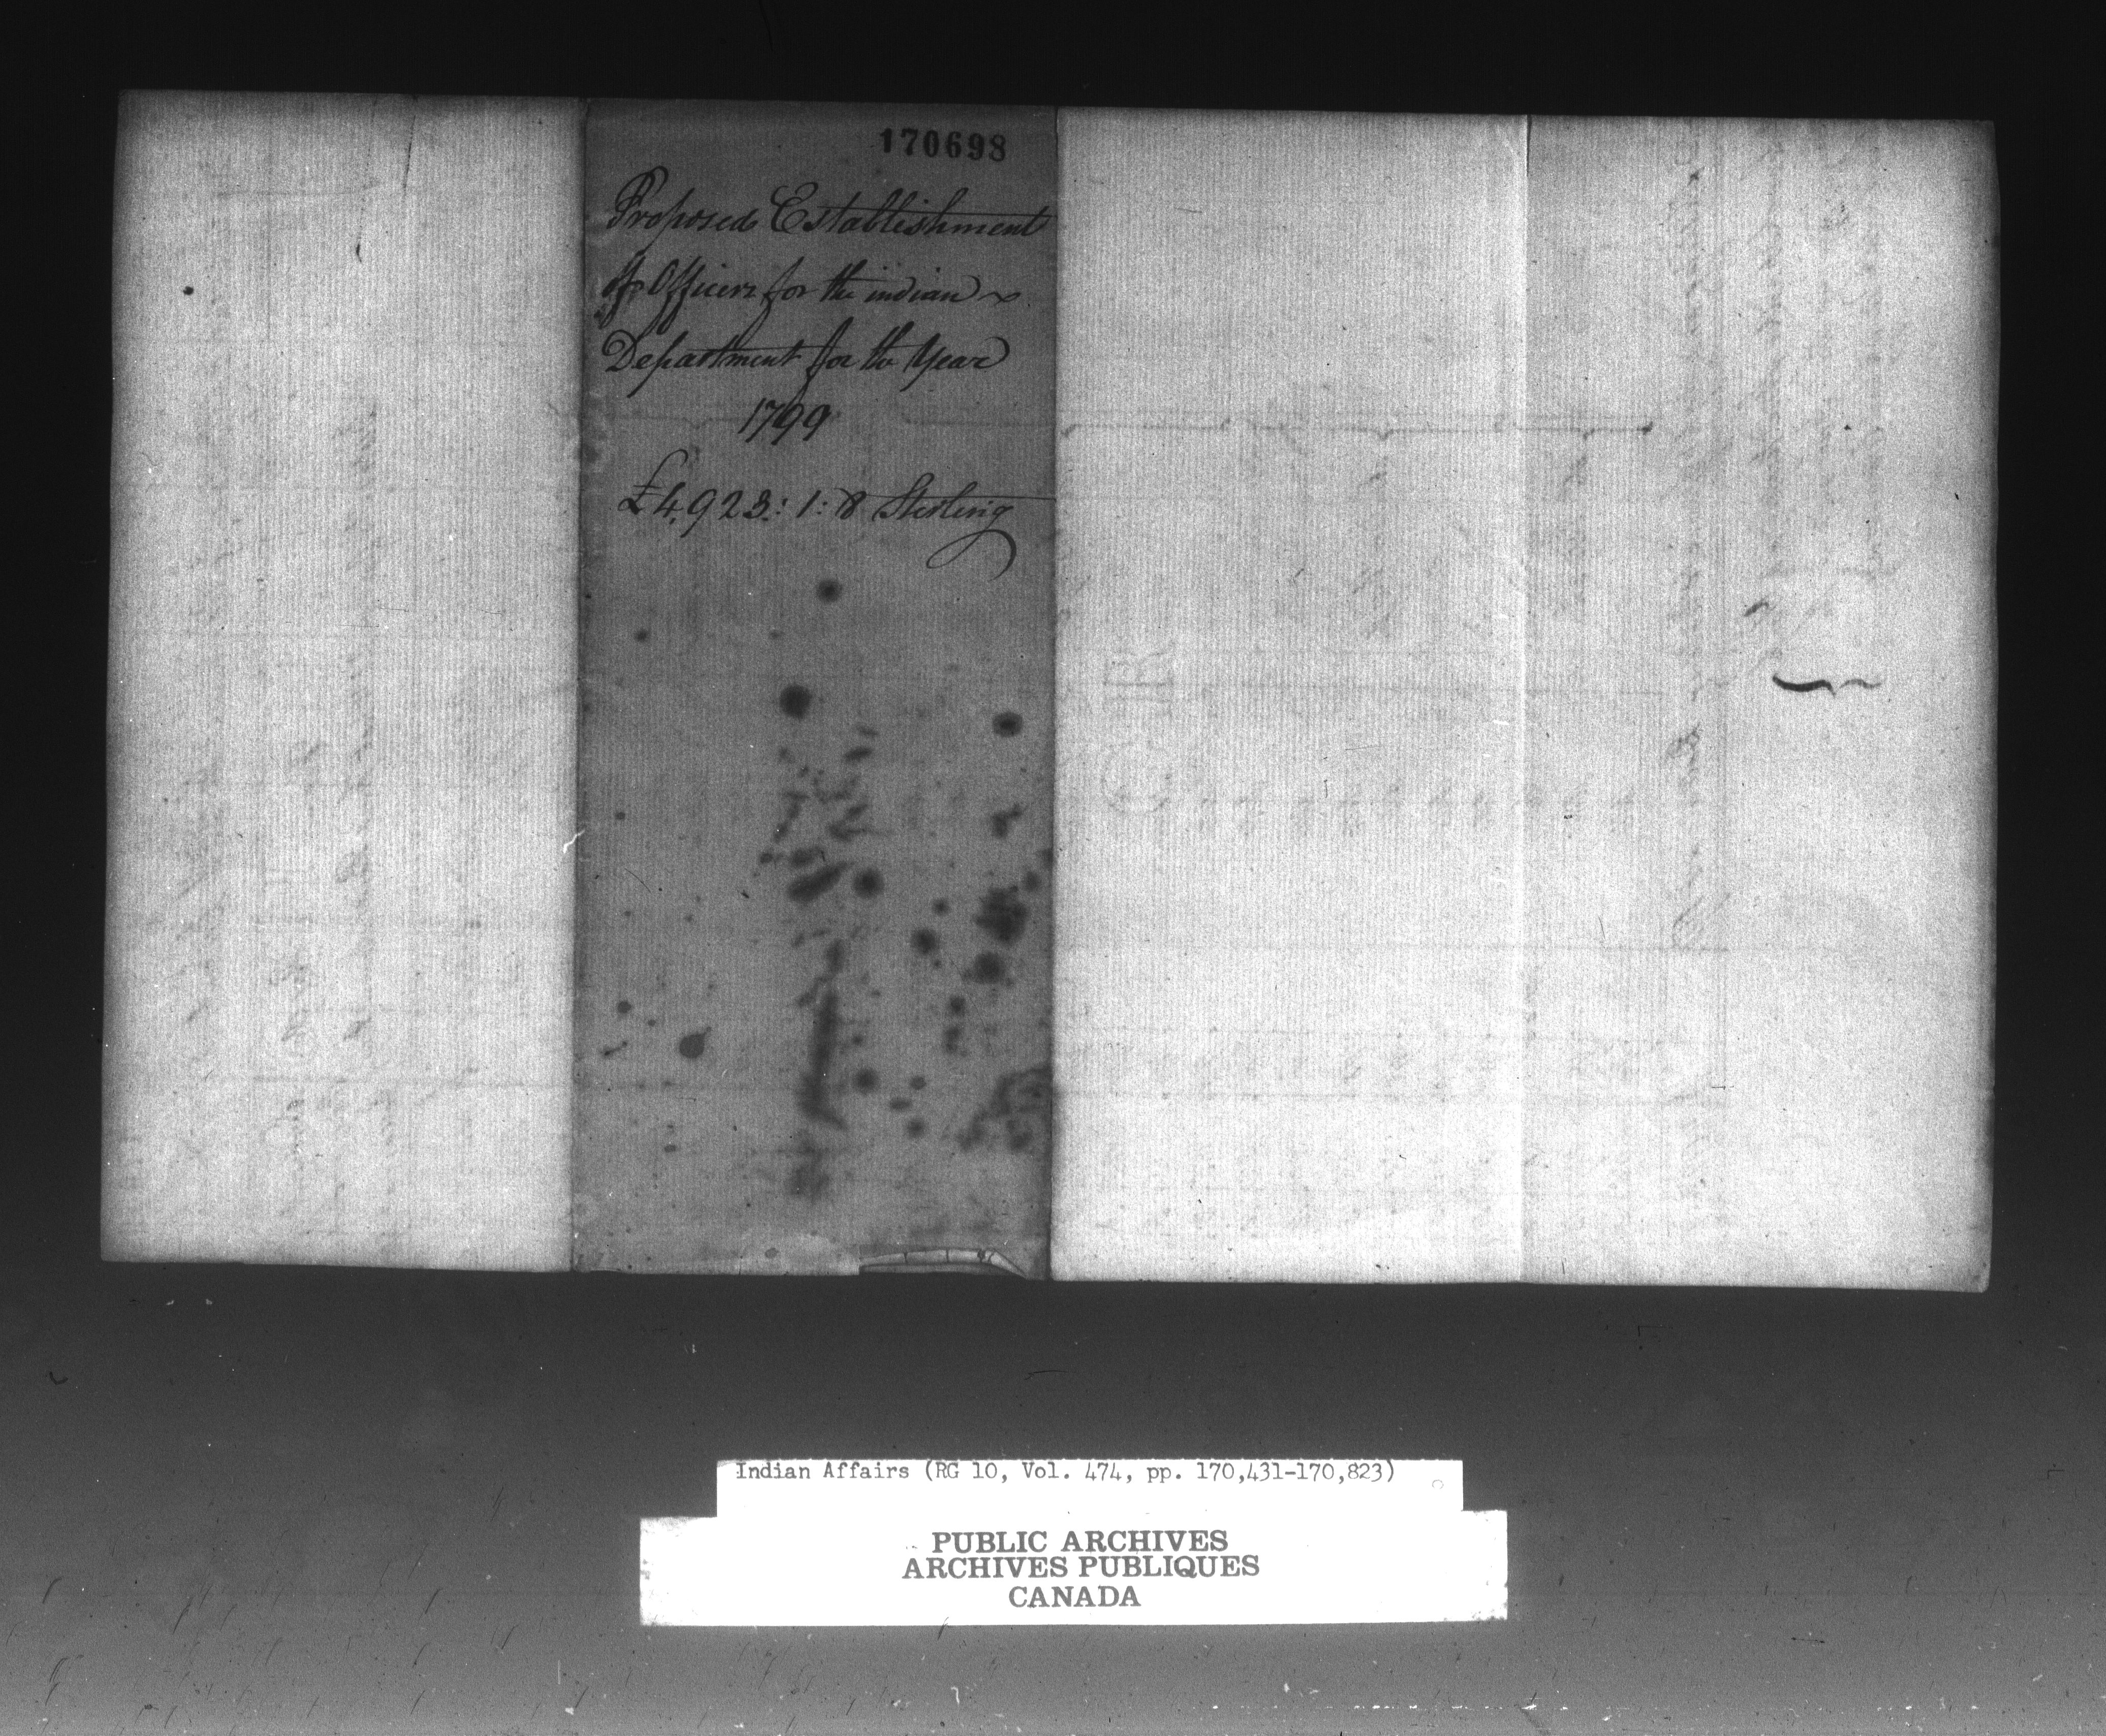 170698
Proposed Establishment
of Officers for the indian
Department for the Year
1799
£4,923:1:8 Sterling
Indian Affairs (RG 10, Vol. 474, pp. 170,431-170,823)
PUBLIC ARCHIVES
ARCHIVES PUBLIQUES
CANADA